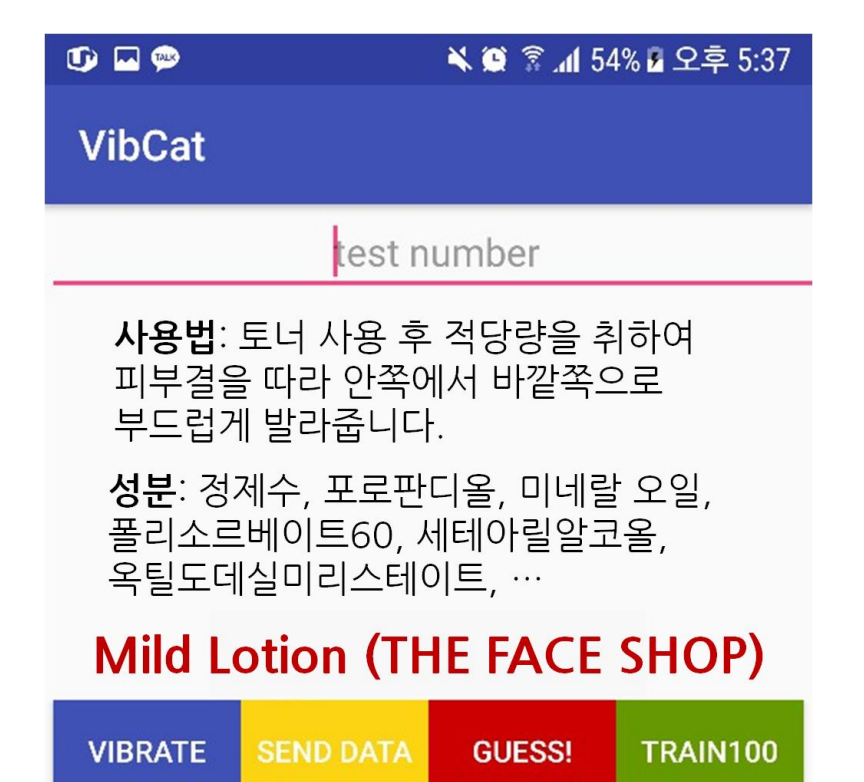 TALK 54% 오후 5:37
VibCat
test number
사용법: 토너 사용 후 적당량을 취하여
피부결을 따라 안쪽에서 바깥쪽으로
부드럽게 발라줍니다.
성분: 정제수, 포로판디올, 미네랄 오일,
폴리소르베이트60, 세테아릴알코올,
옥틸도데실미리스테이트, …
Mild Lotion (THE FACE SHOP)
VIBRATE SEND DATA GUESS! TRAIN100